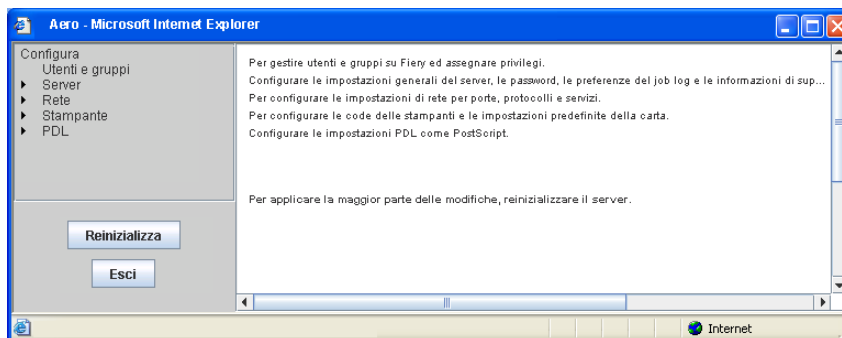 Aero - Microsoft Internet Explorer
Configura
Utenti e gruppi
Server
Rete
Stampante
PDL
Reinizializza
Esci
Per gestire utenti e gruppi su Fiery ed assegnare privilegi.
Configurare le impostazioni generali del server, le password, le preferenze del job log e le informazioni di sup...
Per configurare le impostazioni di rete per porte, protocolli e servizi.
Per configurare le code delle stampanti e le impostazioni predefinite della carta.
Configurare le impostazioni PDL come PostScript.
Per applicare la maggior parte delle modifiche, reinizializzare il server.
Internet